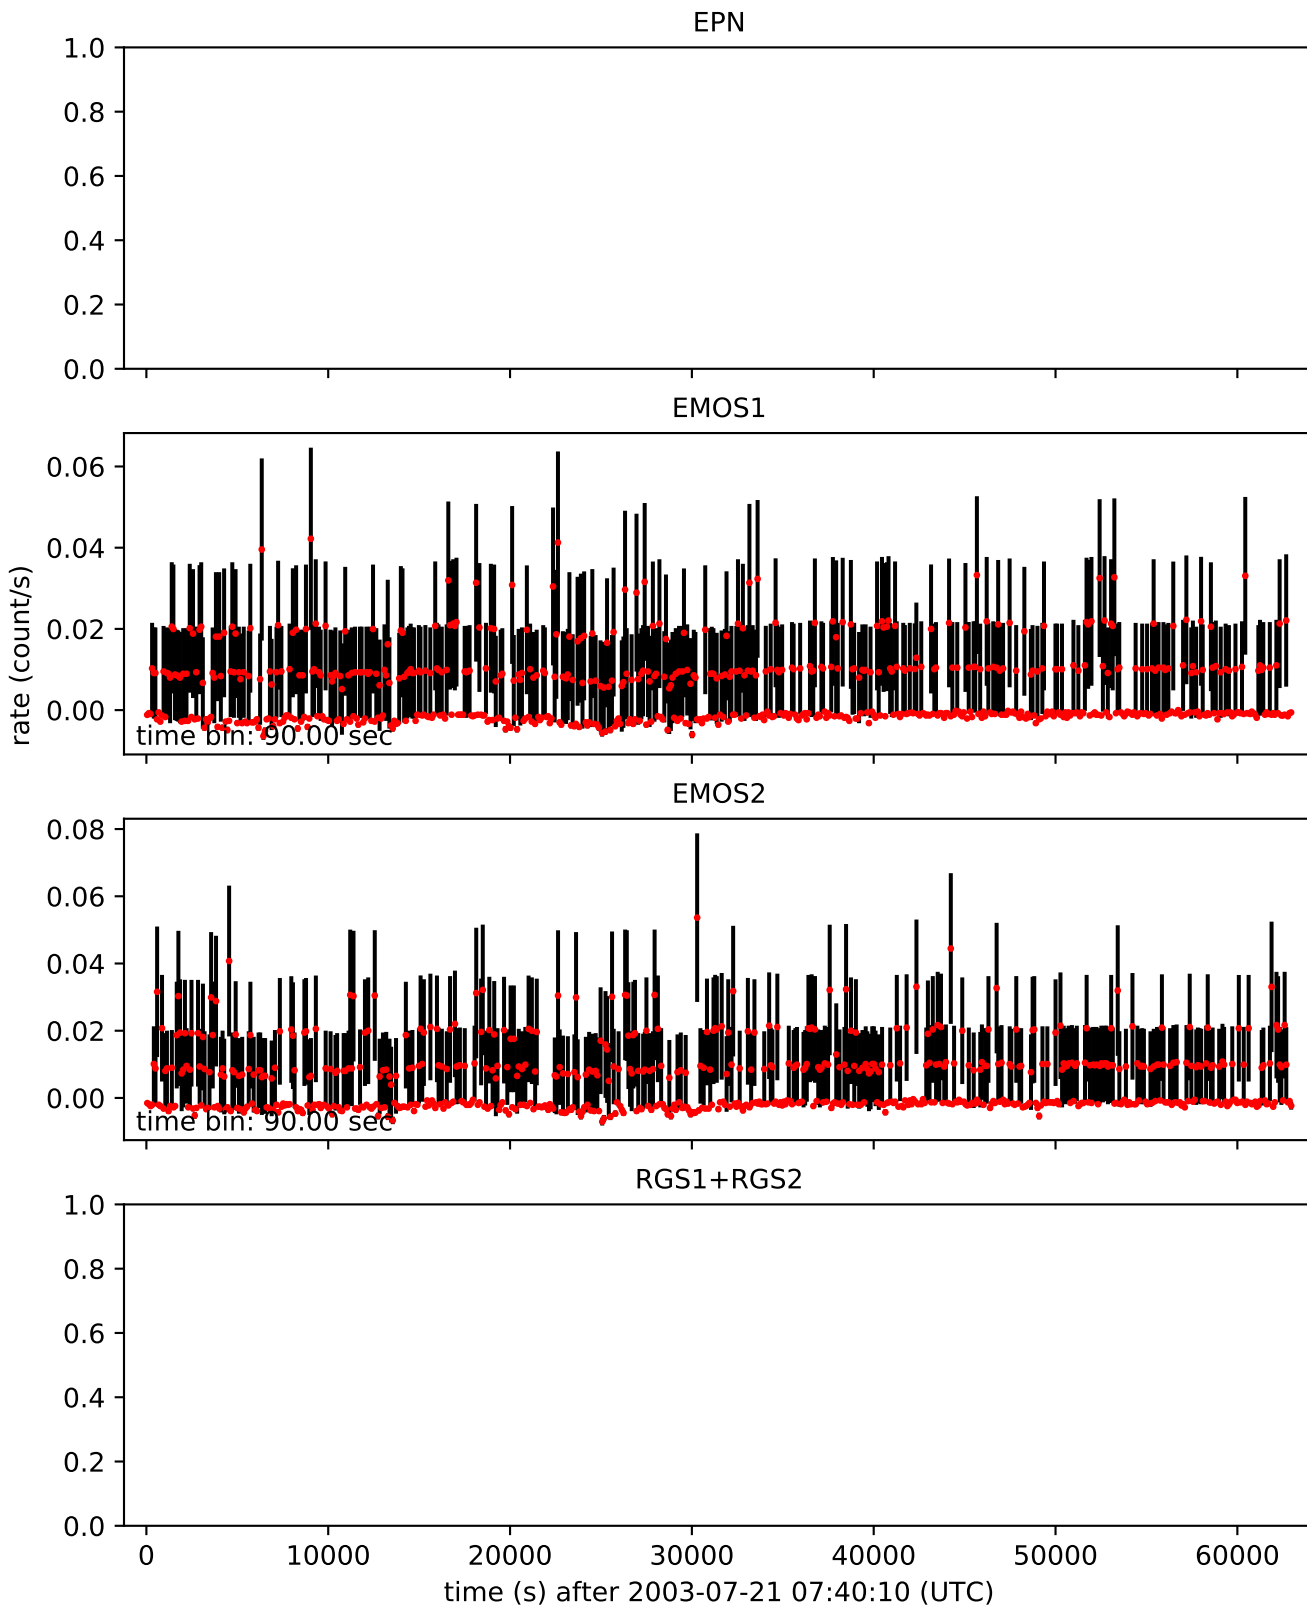 EPN
1.0
0.8
0.6
0.4
0.2
0.0
EMOS1
0.06
0.04
0.02
0.00
rate (count/s)
time bin: 90.00 sec
EMOS2
0.08
0.06
0.04
0.02
0.00
time bin: 90.00 sec
RGS1+RGS2
1.0
0.8
0.6
0.4
0.2
0.0
0 10000 20000 30000 40000 50000 60000
time (s) after 2003-07-21 07:40:10 (UTC)